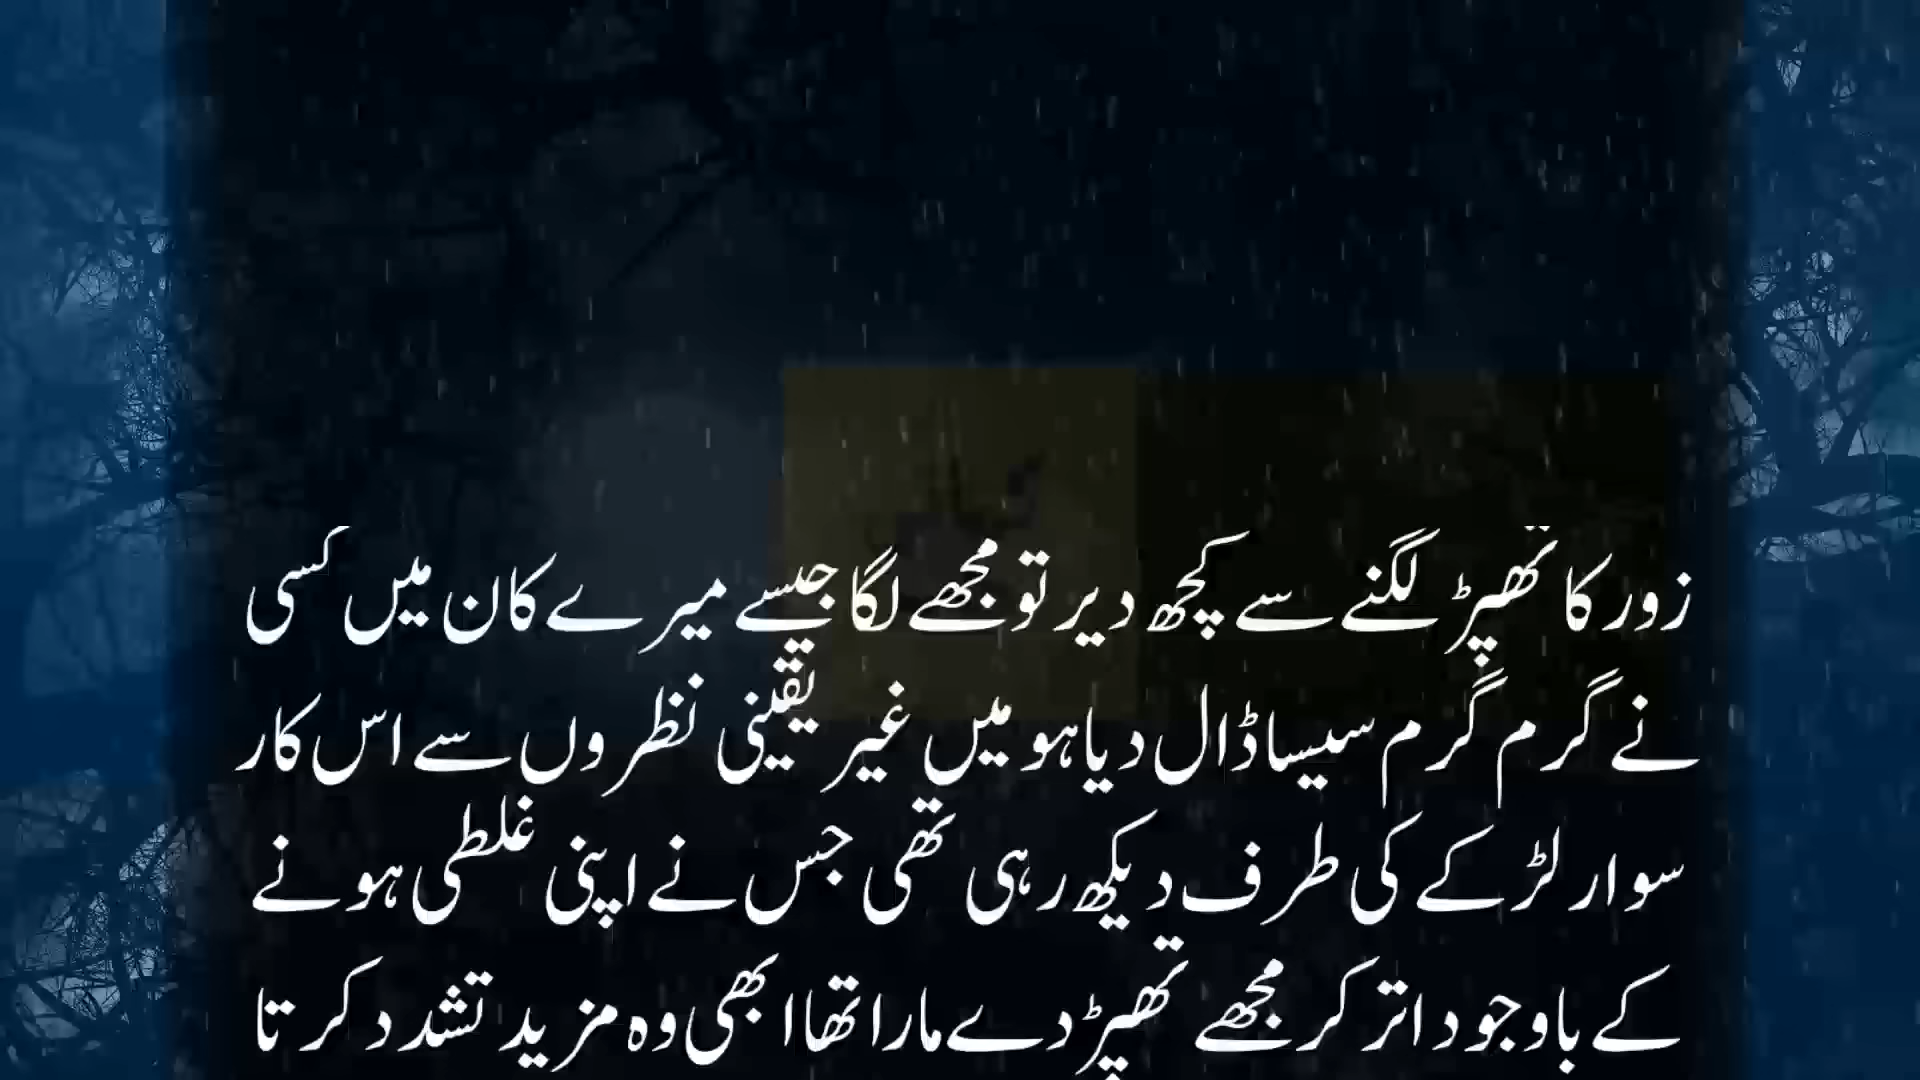 زور کا تھپڑ لگنے سے کچھ دیر تو مجھے لگا جیسے میرے کان میں کسی
نے گرم گرم سیسا ڈال دیا ہو میں غیر یقینی نظروں سے اس کار
سوار لڑکے کی طرف دیکھ رہی تھی جس نے اپنی غلطی ہونے
کے باوجود اتر کر مجھے تھپڑ دے مارا تھا ابھی وہ مزید تشدد کرتا